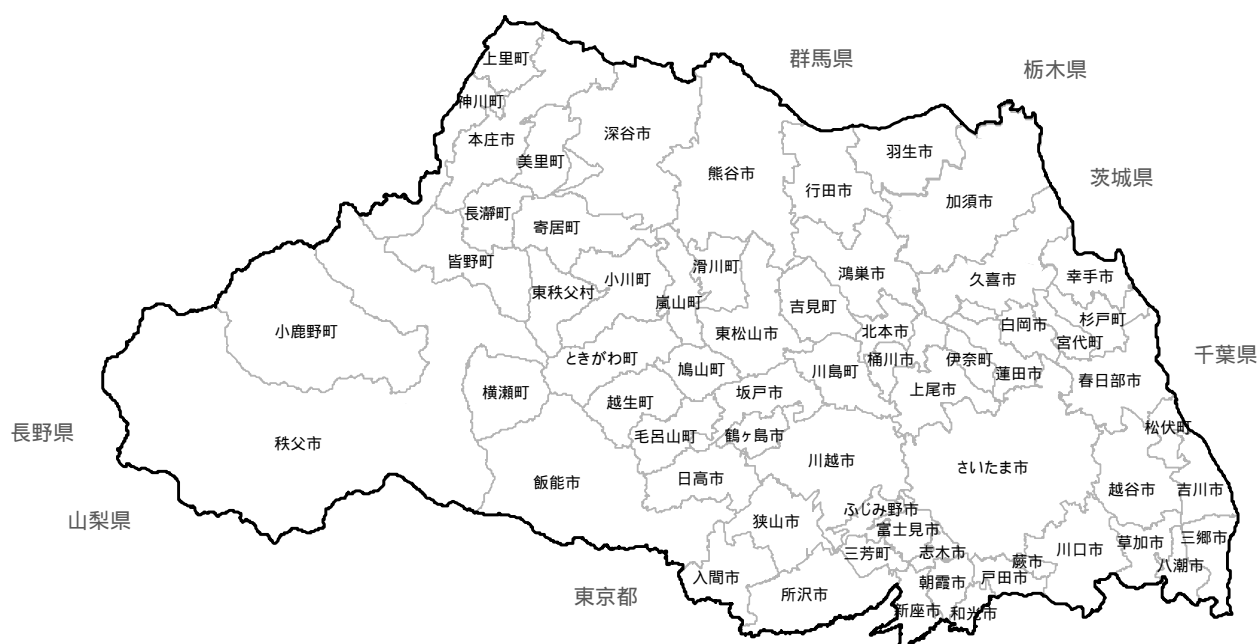 群馬県
上里町
栃木県
神川町
本庄市
深谷市
羽生市
美里町
熊谷市
茨城県
行田市
加須市
長瀞町
寄居町
皆野町
滑川町
鴻巣市
久喜市
幸手市
東秩父村
小川町
嵐山町
吉見町
小鹿野町
東松山市
北本市
白岡市
杉戸町
宮代町
千葉県
ときがわ町
桶川市
伊奈町
鳩山町
川島町
蓮田市
春日部市
横瀬町
坂戸市
上尾市
越生町
長野県
秩父市
毛呂山町
鶴ヶ島市
松伏町
川越市
さいたま市
飯能市
日高市
越谷市
吉川市
山梨県
狭山市
ふじみ野市
富士見市
三芳町
志木市
川口市
草加市
三郷市
蕨市
八潮市
入間市
朝霞市
戸田市
東京都
所沢市
新座市
和光市